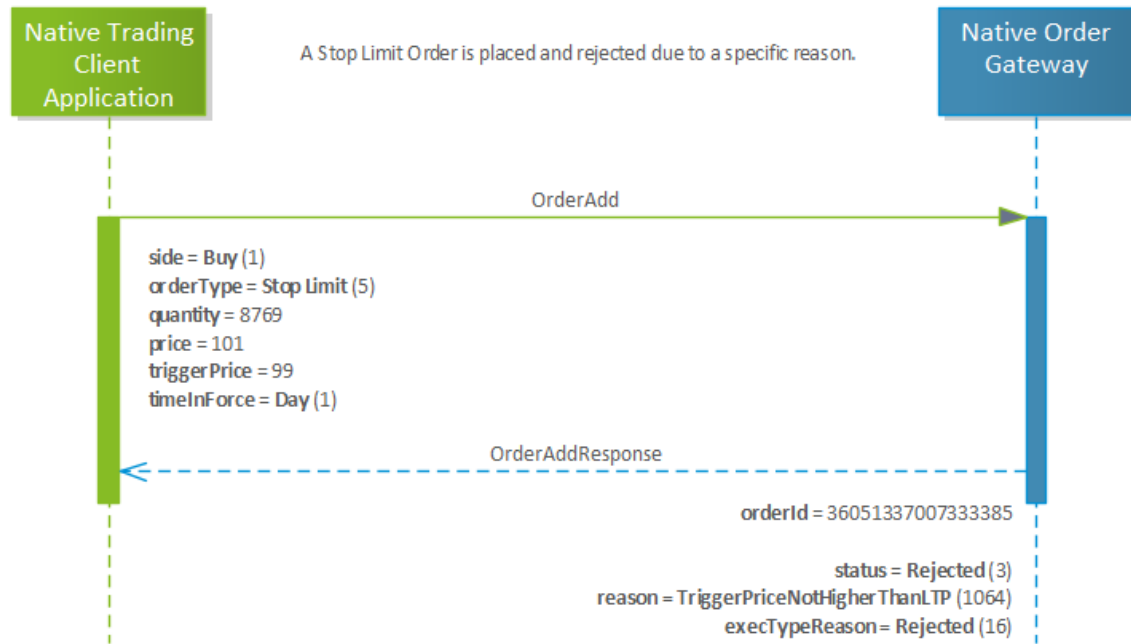 Native Trading
Client
Application
A Stop Limit Order is placed and rejected due to a specific reason.
Native Order
Gateway
OrderAdd
side = Buy (1)
orderType = Stop Limit (5)
quantity = 8769
price = 101
triggerPrice = 99
timeInForce = Day (1)
OrderAddResponse
orderId = 36051337007333385
status = Rejected (3)
reason = TriggerPriceNotHigherThanLTP (1064)
execTypeReason = Rejected (16)